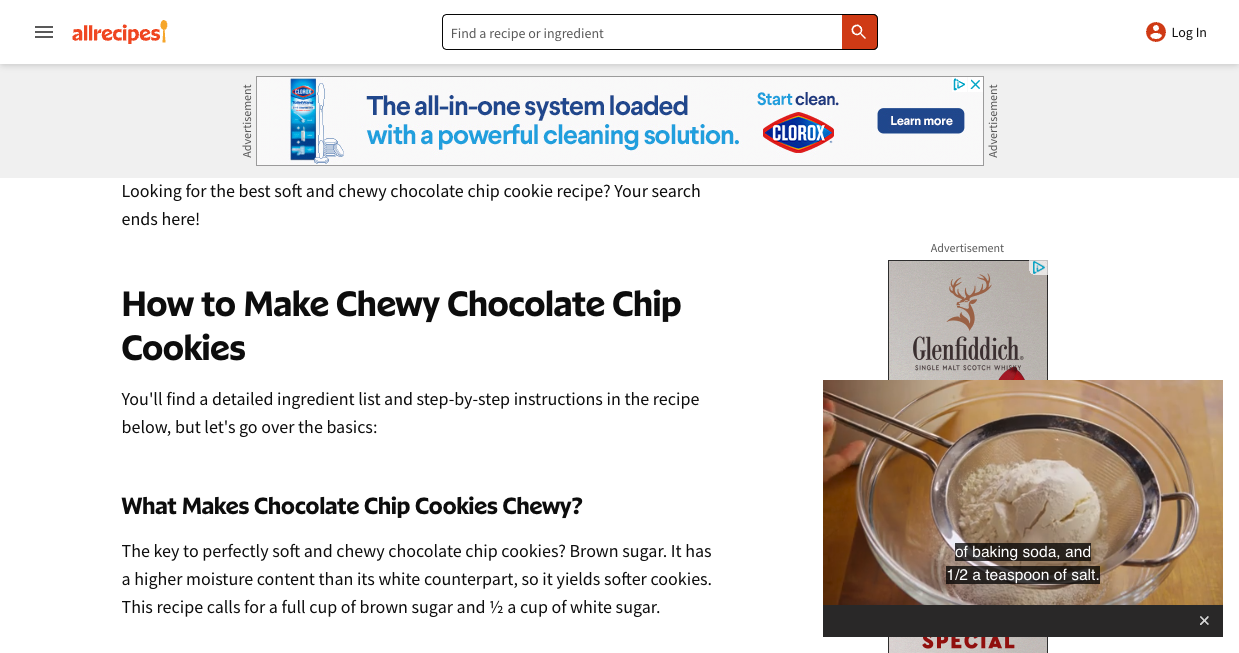 allrecipes
Find a recipe or ingredient
Log In
Advertisement
CLOROX
The all-in-one system loaded
with a powerful cleaning solution.
Start clean.
CLOROX
Learn more
Advertisement
Looking for the best soft and chewy chocolate chip cookie recipe? Your search
ends here!
How to Make Chewy Chocolate Chip
Cookies
You'll find a detailed ingredient list and step-by-step instructions in the recipe
below, but let's go over the basics:
What Makes Chocolate Chip Cookies Chewy?
The key to perfectly soft and chewy chocolate chip cookies? Brown sugar. It has
a higher moisture content than its white counterpart, so it yields softer cookies.
This recipe calls for a full cup of brown sugar and ½ a cup of white sugar.
Advertisement
Glenfiddich®
SINGLE MALT SCOTCH WHISKY
of baking soda, and
1/2 a teaspoon of salt.
SPECIAL